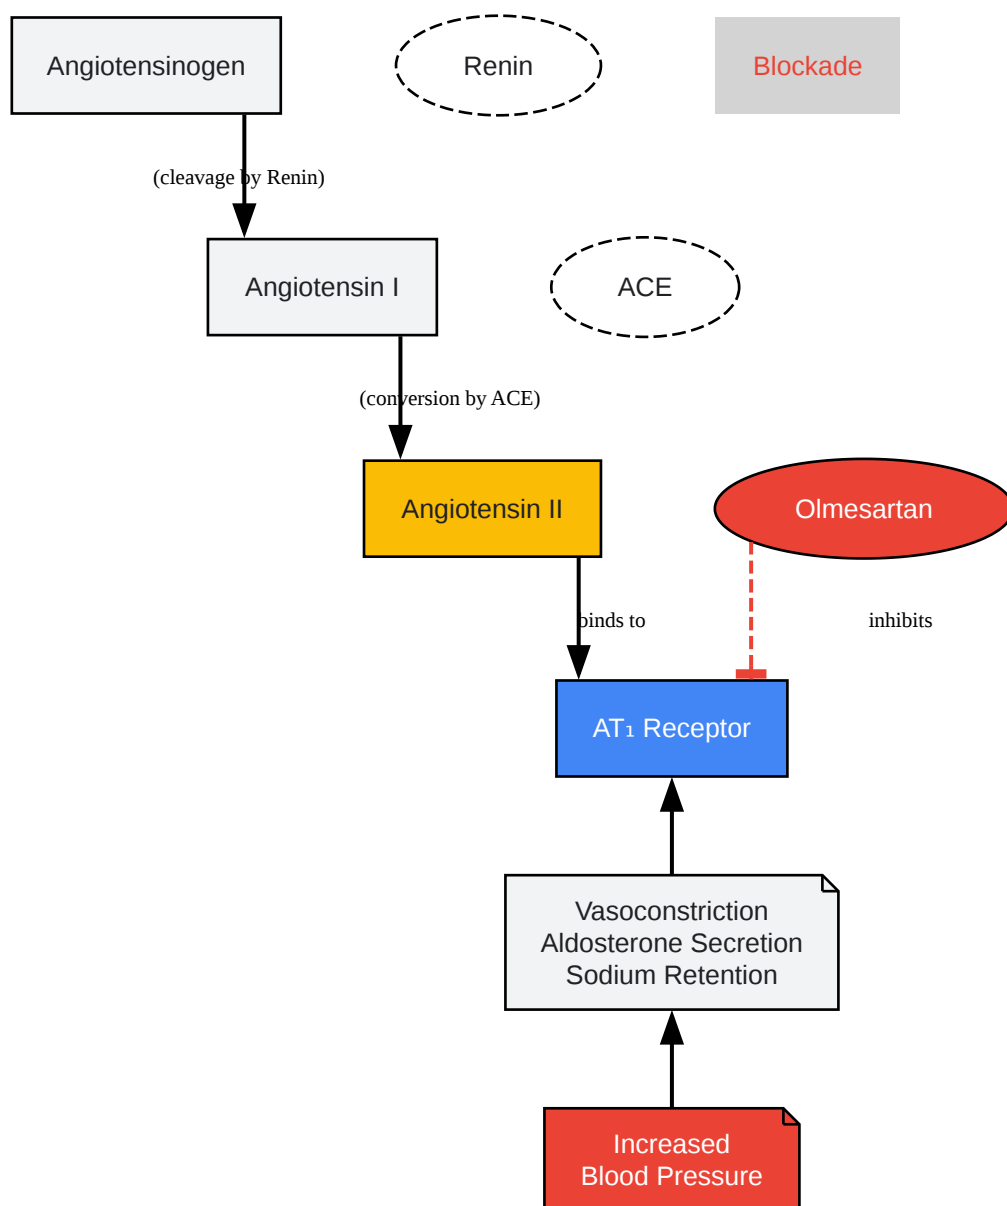 Angiotensinogen
Renin
Blockade
(cleavage by Renin)
Angiotensin I
ACE
(conversion by ACE)
Angiotensin II
Olmesartan
binds to
inhibits
AT₁ Receptor
Vasoconstriction
Aldosterone Secretion
Sodium Retention
Increased
Blood Pressure